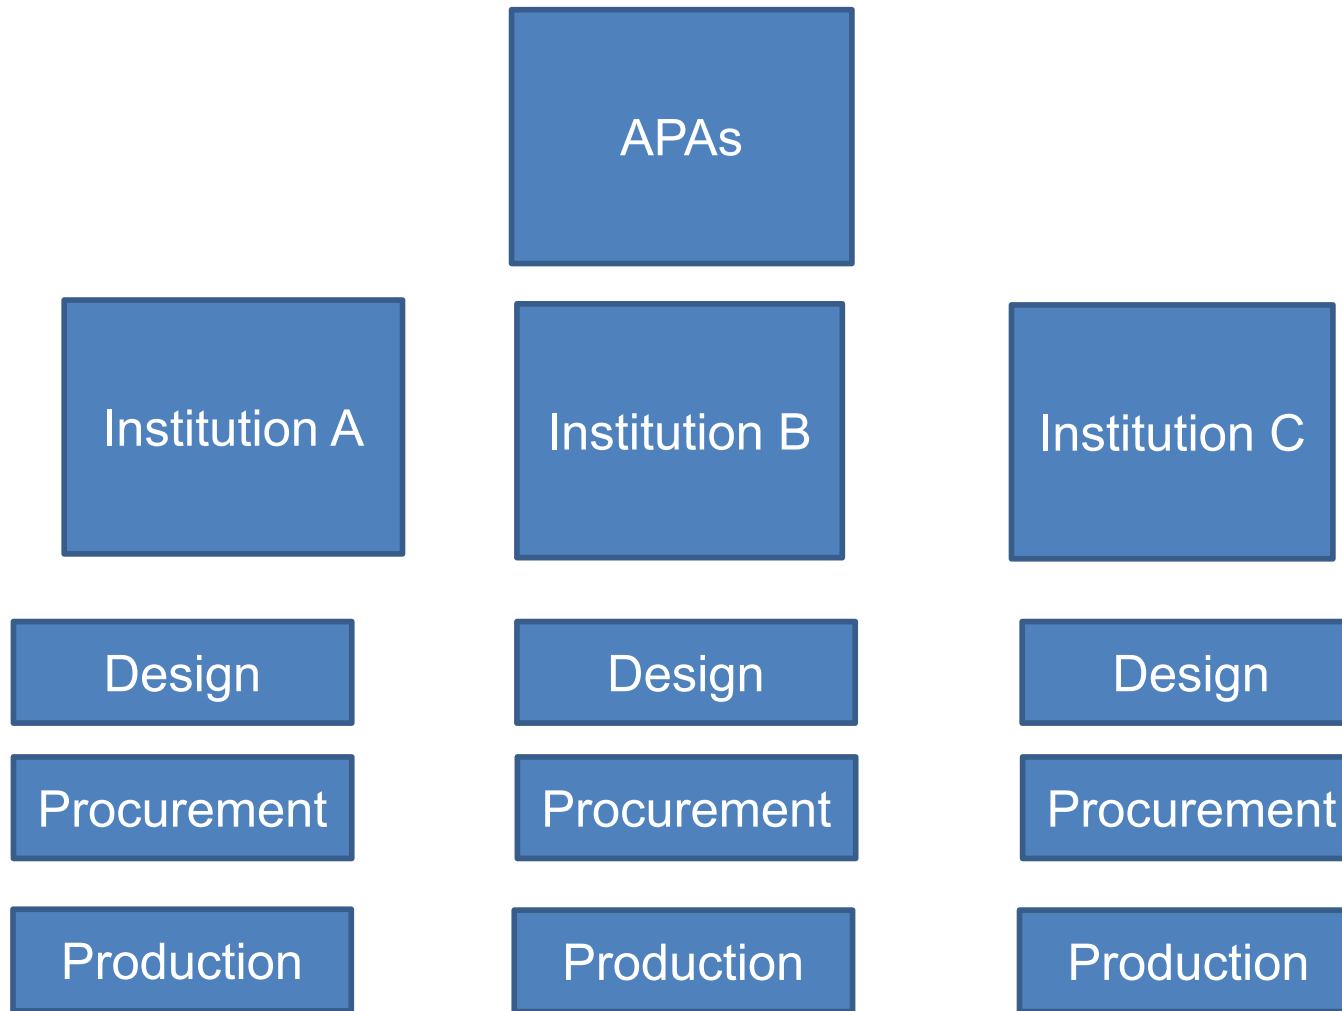 APAs
Institution A
Institution B
Institution C
Design
Design
Design
Procurement
Procurement
Procurement
Production
Production
Production